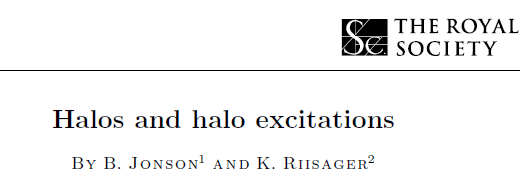 THE ROYAL
SOCIETY
Halos and halo excitations
By B. Jonson¹ and K. Riisager²